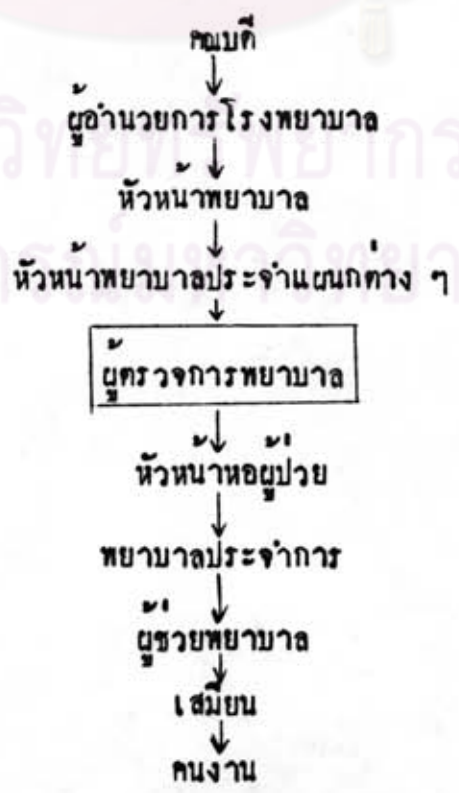 คณบดี
ผู้อำนวยการโรงพยาบาล
หัวหน้าพยาบาล
หัวหน้าพยาบาลประจำแผนกต่าง ๆ
ผู้ตรวจการพยาบาล
หัวหน้าหอผู้ป่วย
พยาบาลประจำการ
ผู้ช่วยพยาบาล
เสมียน
คนงาน